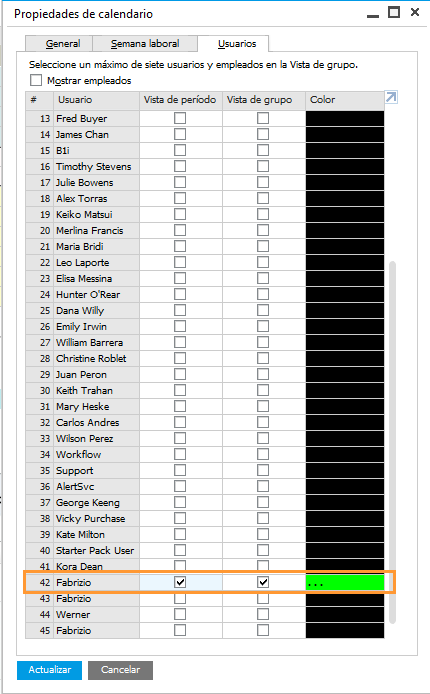 Propiedades de calendario
General Semana laboral Usuarios
Seleccione un máximo de siete usuarios y empleados en la Vista de grupo.
Mostrar empleados
# Usuario Vista de período Vista de grupo Color
13 Fred Buyer
14 James Chan
15 B1i
16 Timothy Stevens
17 Julie Bowens
18 Alex Torras
19 Keiko Matsui
20 Merlina Francis
21 Maria Bridi
22 Leo Laporte
23 Elisa Messina
24 Hunter O'Rear
25 Dana Willy
26 Emily Irwin
27 William Barrera
28 Christine Roblet
29 Juan Peron
30 Keith Trahan
31 Mary Heske
32 Carlos Andres
33 Wilson Perez
34 Workflow
35 Support
36 AlertSvc
37 George Keeng
38 Vicky Purchase
39 Kate Milton
40 Starter Pack User
41 Kora Dean
42 Fabrizio ...
43 Fabrizio
44 Werner
45 Fabrizio
Actualizar Cancelar